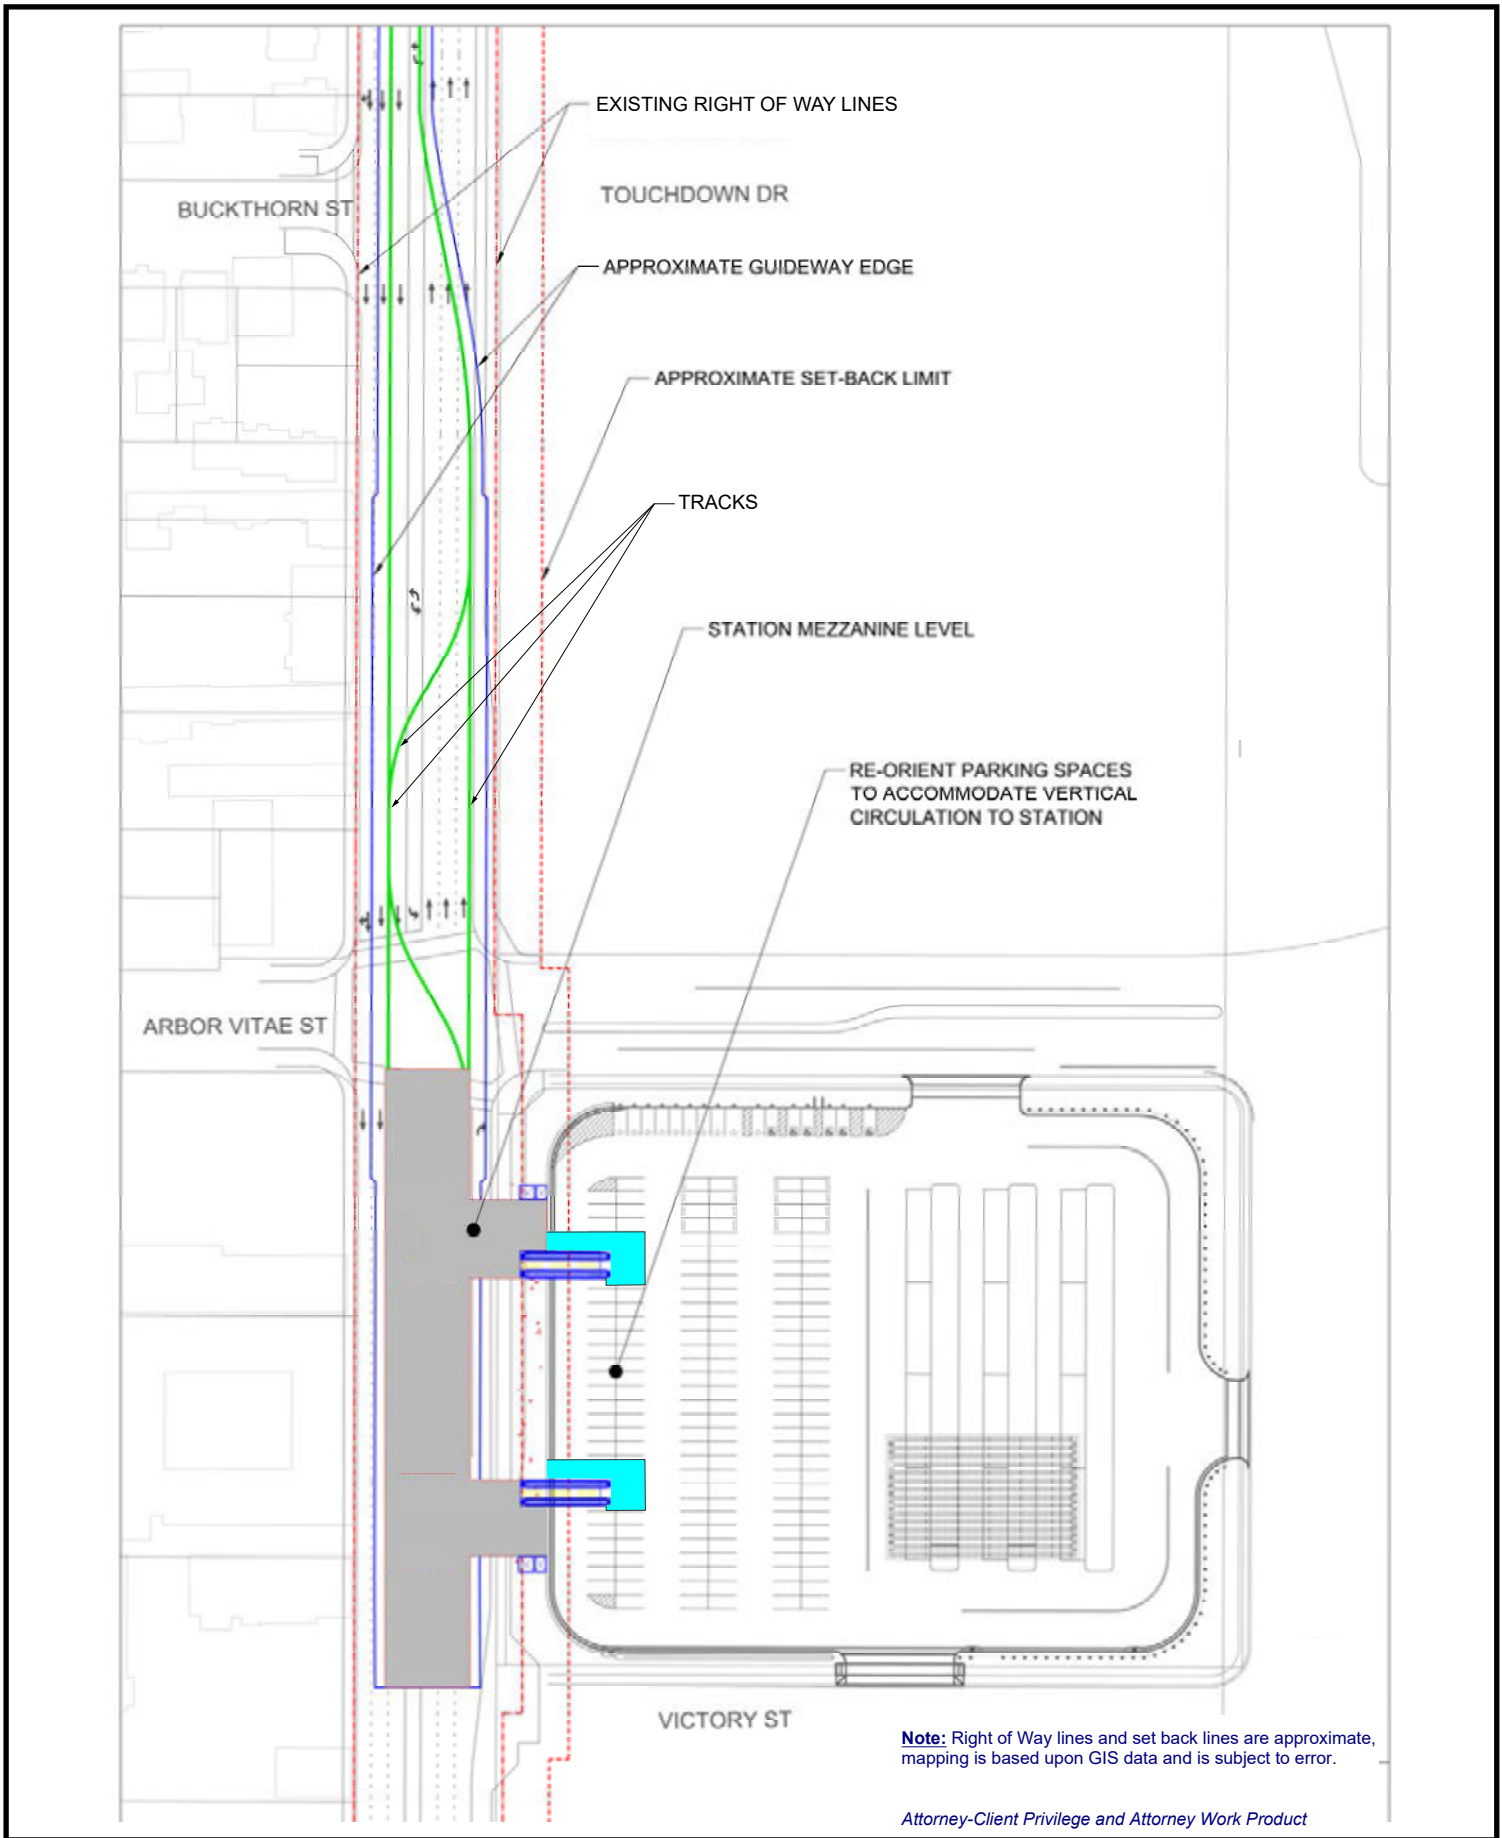 EXISTING RIGHT OF WAY LINES
TOUCHDOWN DR
BUCKTHORN ST
APPROXIMATE GUIDEWAY EDGE
APPROXIMATE SET-BACK LIMIT
TRACKS
STATION MEZZANINE LEVEL
RE-ORIENT PARKING SPACES
TO ACCOMMODATE VERTICAL
CIRCULATION TO STATION
ARBOR VITAE ST
VICTORY ST
Note: Right of Way lines and set back lines are approximate,
mapping is based upon GIS data and is subject to error.
Attorney-Client Privilege and Attorney Work Product